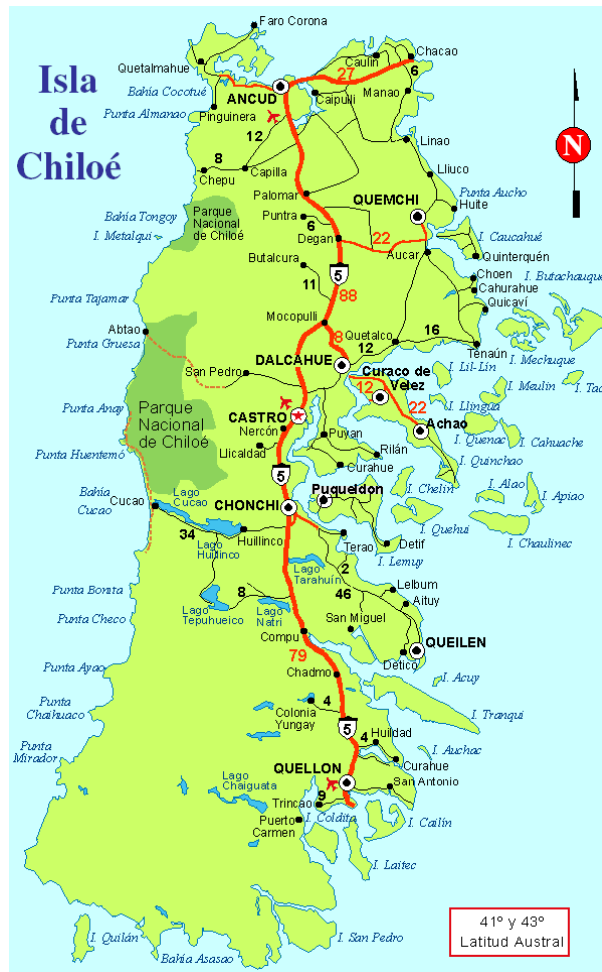 Isla
de
Chiloé
Faro Corona
Quetalmahue
Caulín
Chacao
27
6
Bahía Cocotué
ANCUD
Caipulli
Manao
Punta Almanao
Pinguinera
12
Linao
8
Chepu
Capilla
Lliuco
Palomar
QUEMCHI
Punta Aucho
Huite
Bahía Tongoy
Parque
Nacional
de Chiloé
Puntra
6
I. Metalqui
Degan
22
I. Caucahué
Aucar
Quinterquén
Butalcura
5
Choen
I. Butachauque
Cahurahue
11
88
Quicaví
Punta Tajamar
Mocopulli
Abtao
8
Quetalco
16
Punta Gruesa
12
Tenaún
I. Mechuque
DALCAHUE
I. Lil-Lín
I. Tac
San Pedro
Curaco de
Velez
12
I. Meulin
Parque
Nacional
de Chiloé
Punta Anay
CASTRO
22
I. Llingua
Achao
Nercón
Puyan
I. Quenac
I. Cahuache
Punta Huentemó
Llicaldad
Rilán
I. Quinchao
Curahue
5
I. Alao
Bahía
Cucao
Lago
Cucao
Puqueldon
I. Chelin
I. Apiao
Cucao
CHONCHI
I. Quehui
34
Huillinco
Terao
Detif
I. Chaulinec
Lago
Huillinco
I. Lemuy
Lago
Tarahuín
2
Punta Bonita
8
46
Lelbum
Lago
Tepuhueico
Lago
Natri
Aituy
Punta Checo
San Miguel
Compu
QUEILEN
79
Detico
Punta Ayao
Chadmo
I. Acuy
Punta
Chaihuaco
4
Colonia
Yungay
I. Tranqui
5
4
Huildad
Punta
Mirador
I. Auchac
Curahue
QUELLON
Lago
Chaiguata
San Antonio
9
Trincao
Puerto
Carmen
I. Coldita
I. Cailín
I. Laitec
I. Quilán
I. San Pedro
Bahía Asasao
N
41º y 43º
Latitud Austral